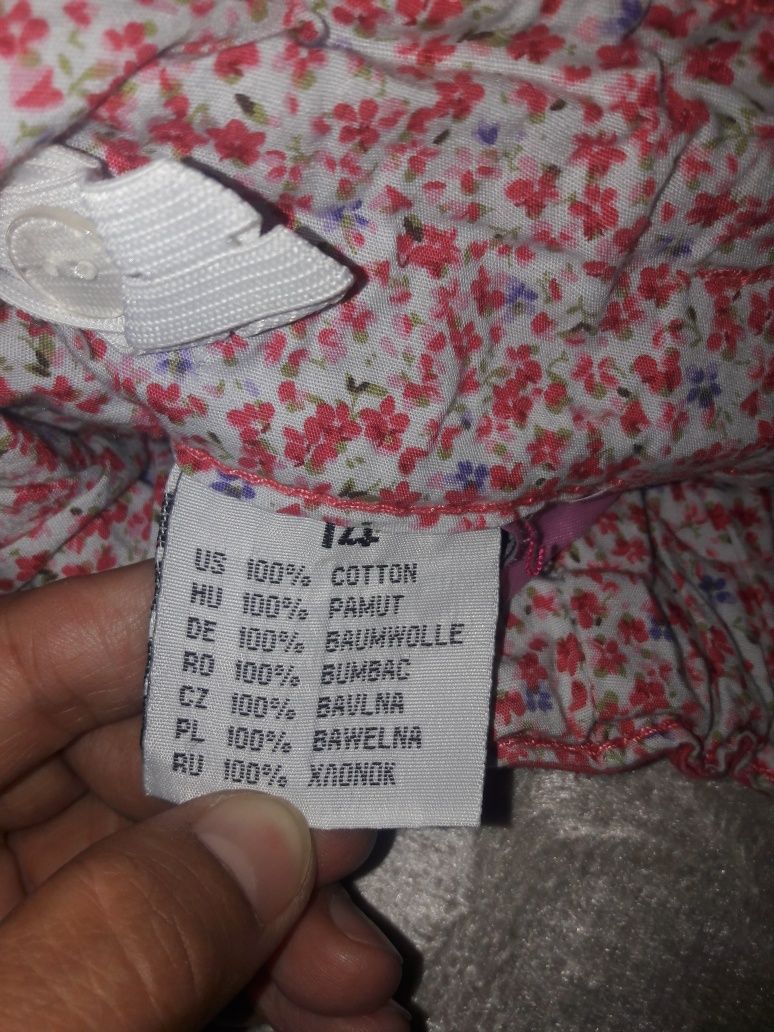 14
US 100% COTTON
HU 100% PAMUT
DE 100% BAUMWOLLE
RO 100% BUMBAC
CZ 100% BAVLNA
PL 100% BAWELNA
RU 100% ХЛОПОК